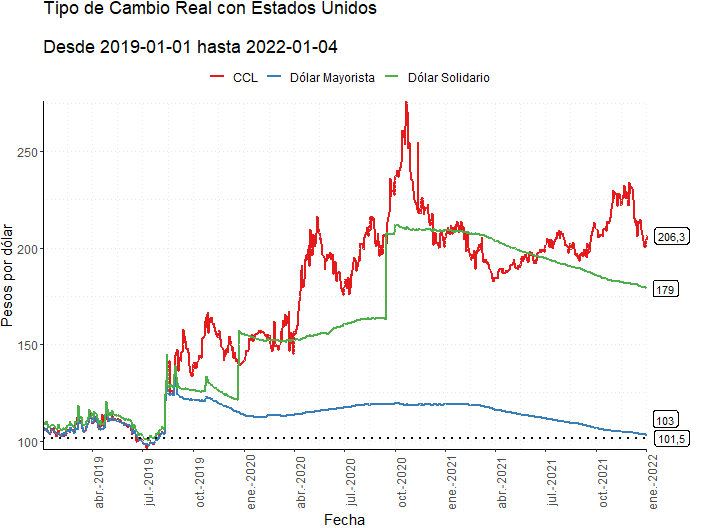 Tipo de Cambio Real con Estados Unidos
Desde 2019-01-01 hasta 2022-01-04
CCL Dólar Mayorista Dólar Solidario
Pesos por dólar
250
200
150
100
206,3
179
103
101,5
abr.-2019
jul.-2019
oct.-2019
ene.-2020
abr.-2020
jul.-2020
oct.-2020
ene.-2021
abr.-2021
jul.-2021
oct.-2021
ene.-2022
Fecha